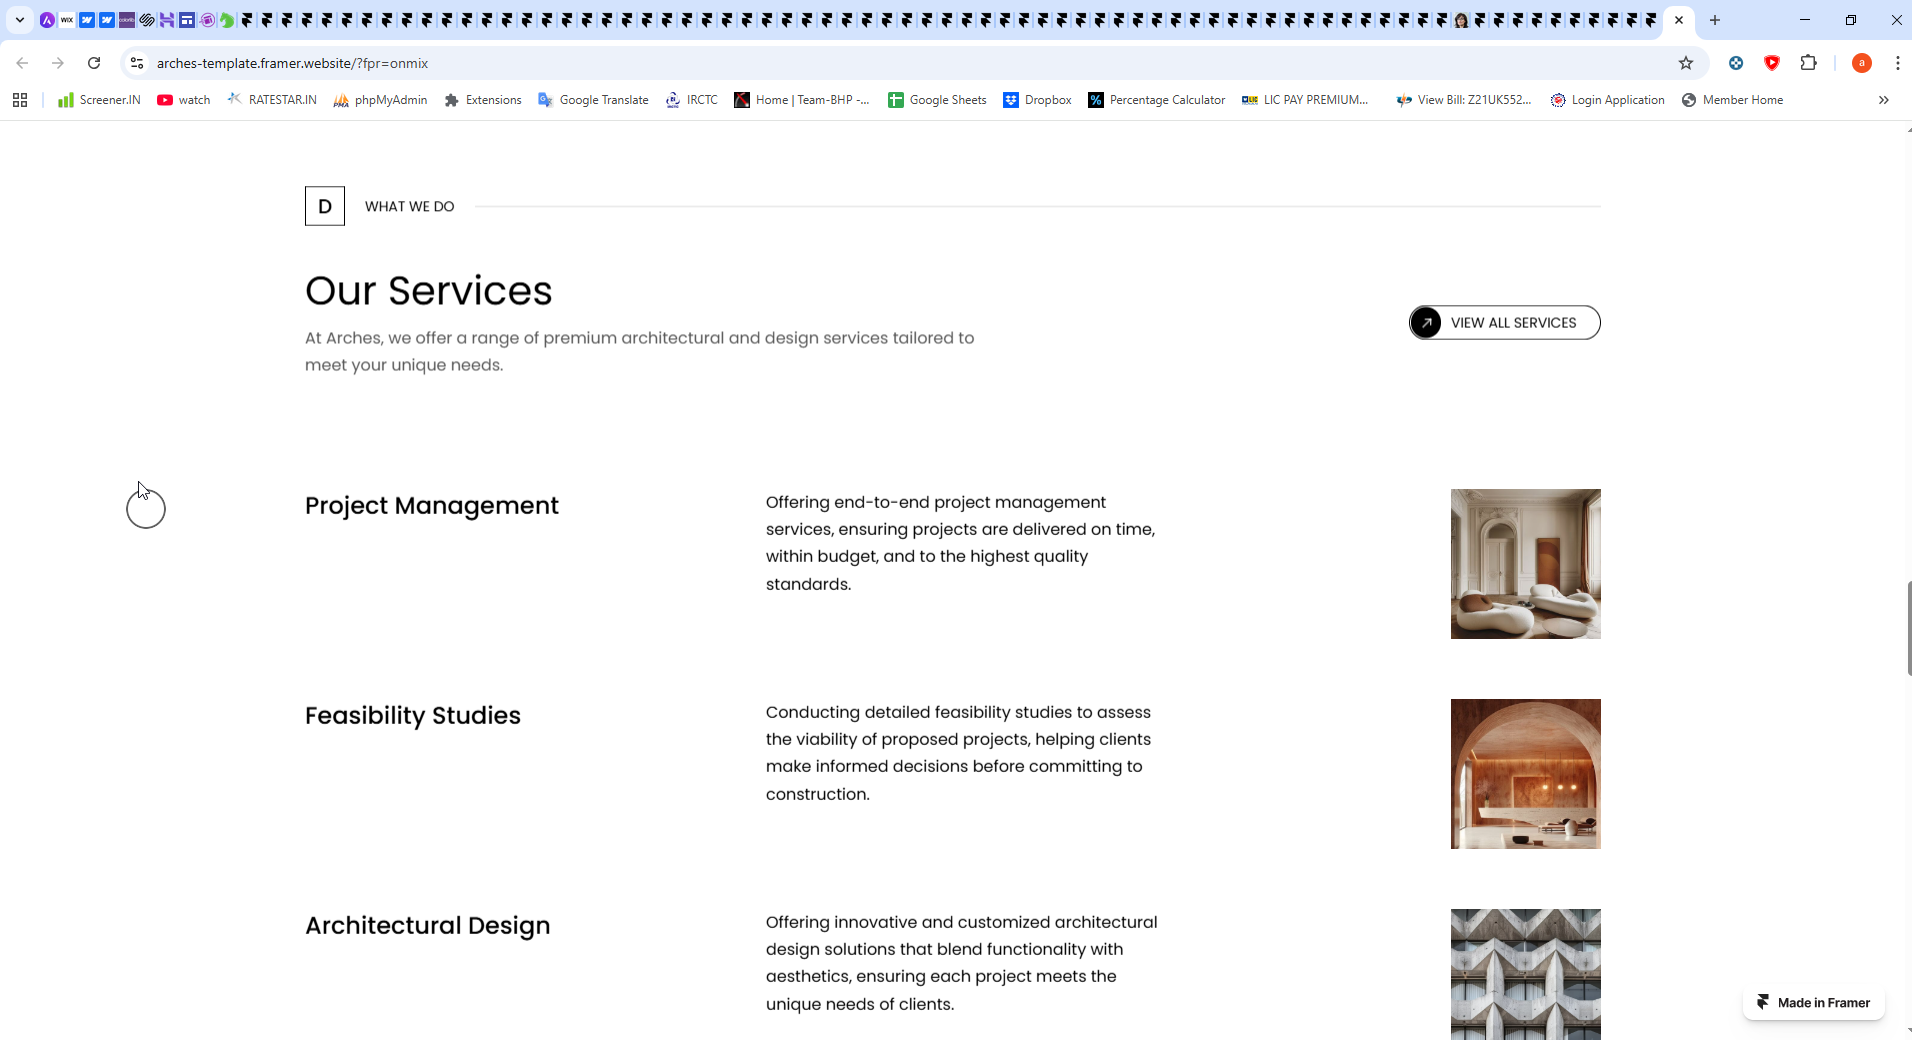 WIX
arches-template.framer.website/?fpr=onmix
a
Screener.IN
watch
RATESTAR.IN
phpMyAdmin
Extensions
Google Translate
IRCTC
Home | Team-BHP -...
Google Sheets
Dropbox
Percentage Calculator
LIC PAY PREMIUM...
View Bill: Z21UK552...
Login Application
Member Home
D
WHAT WE DO
Our Services
At Arches, we offer a range of premium architectural and design services tailored to
meet your unique needs.
VIEW ALL SERVICES
Project Management
Offering end-to-end project management
services, ensuring projects are delivered on time,
within budget, and to the highest quality
standards.
Feasibility Studies
Conducting detailed feasibility studies to assess
the viability of proposed projects, helping clients
make informed decisions before committing to
construction.
Architectural Design
Offering innovative and customized architectural
design solutions that blend functionality with
aesthetics, ensuring each project meets the
unique needs of clients.
Made in Framer